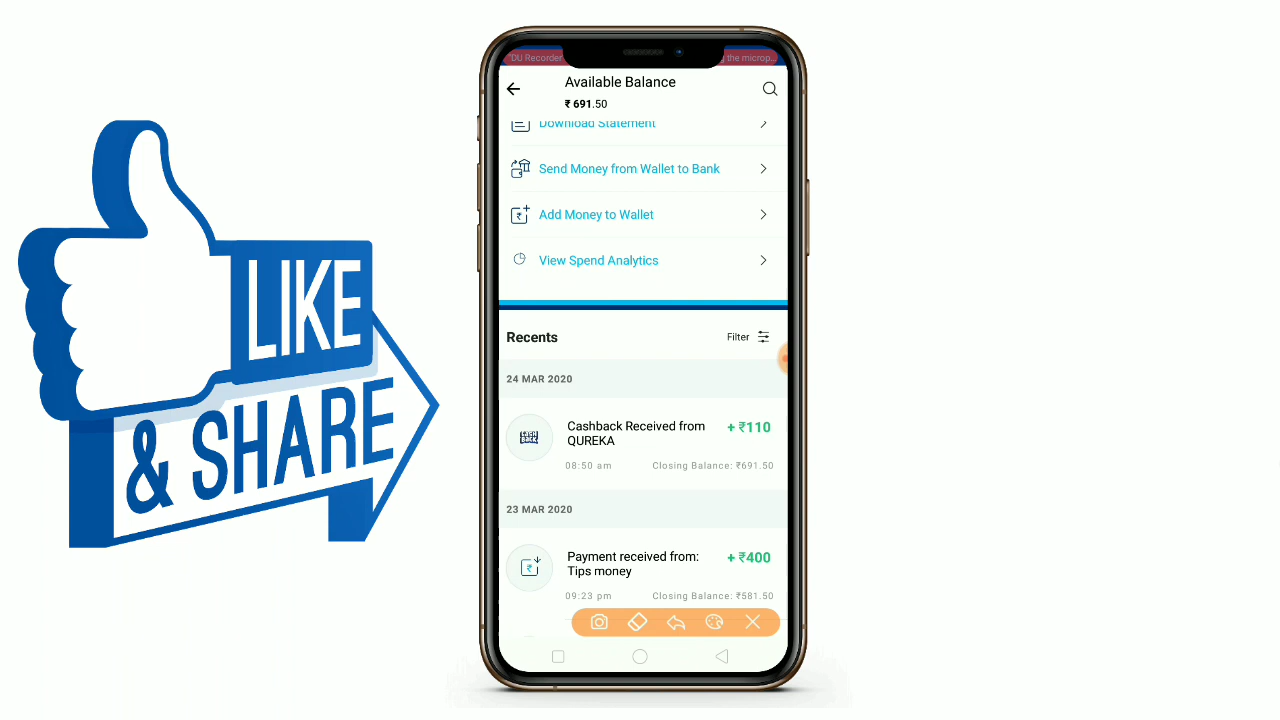 LIKE
& SHARE
"DU Recorder
g the microp...
Available Balance
₹ 691.50
Download Statement
Send Money from Wallet to Bank
Add Money to Wallet
View Spend Analytics
Recents
Filter
24 MAR 2020
Cashback Received from
QUREKA
+ ₹110
08:50 am
Closing Balance: ₹691.50
23 MAR 2020
Payment received from:
Tips money
+ ₹400
09:23 pm
Closing Balance: ₹581.50